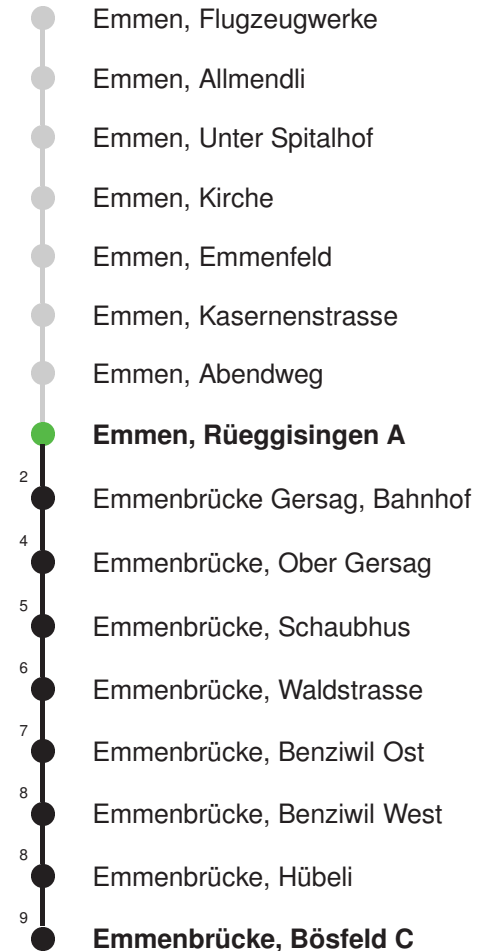 Emmen, Flugzeugwerke
Emmen, Allmendli
Emmen, Unter Spitalhof
Emmen, Kirche
Emmen, Emmenfeld
Emmen, Kasernenstrasse
Emmen, Abendweg
Emmen, Rüeggisingen A
2 Emmenbrücke Gersag, Bahnhof
4 Emmenbrücke, Ober Gersag
5 Emmenbrücke, Schaubhus
6 Emmenbrücke, Waldstrasse
7 Emmenbrücke, Benziwil Ost
8 Emmenbrücke, Benziwil West
8 Emmenbrücke, Hübeli
9 Emmenbrücke, Bösfeld C